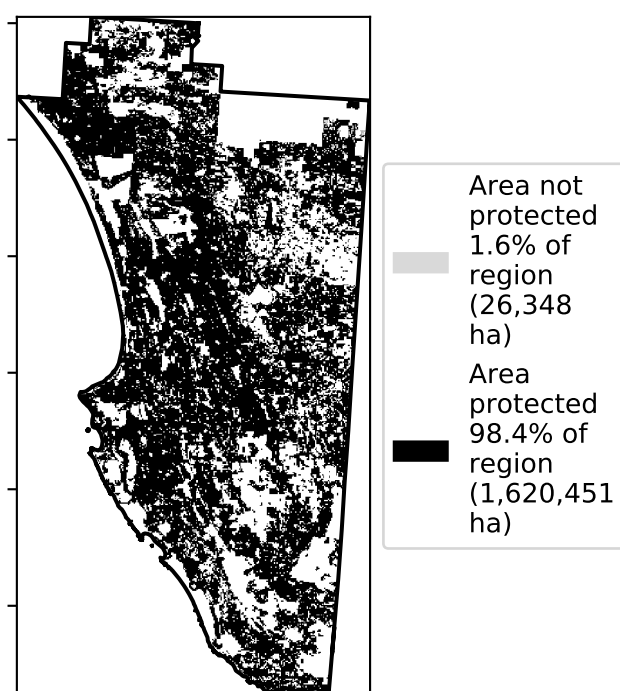 Area not
protected
1.6% of
region
(26,348
ha)
Area
protected
98.4% of
region
(1,620,451
ha)